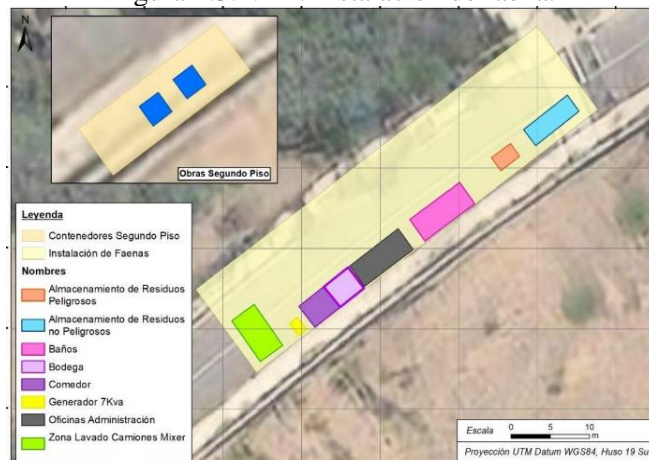 N
Obras Segundo Piso
Leyenda
Contenedores Segundo Piso
Instalación de Faenas
Nombres
Almacenamiento de Residuos
Peligrosos
Almacenamiento de Residuos
no Peligrosos
Baños
Bodega
Comedor
Generador 7Kva
Oficinas Administración
Zona Lavado Camiones Mixer
Escala
0 5 10
m
Proyección UTM Datum WGS84, Huso 19 Su